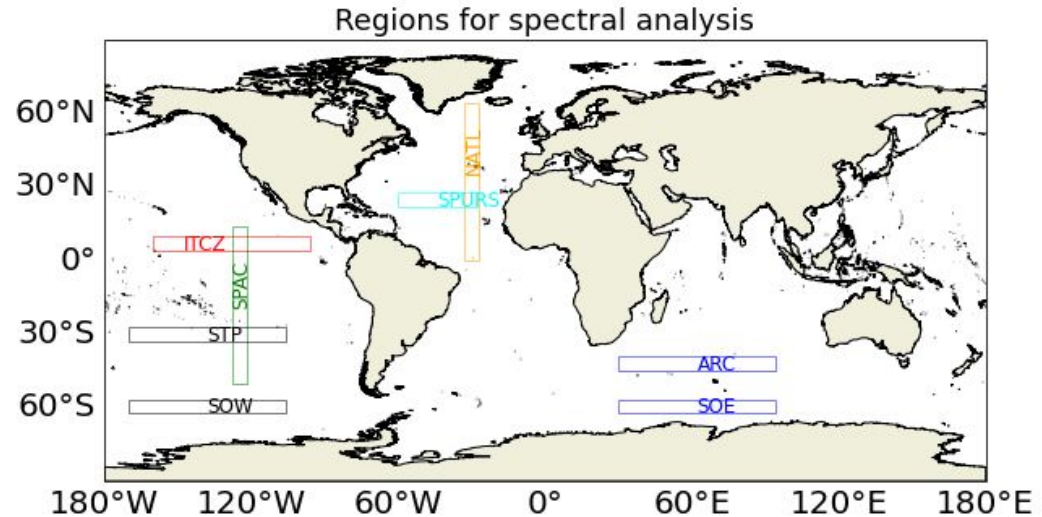 Regions for spectral analysis
60°N
30°N
0°
30°S
60°S
NATL
SPURS
ITCZ
SPAC
STP
ARC
SOW
SOE
180°W
120°W
60°W
0°
60°E
120°E
180°E